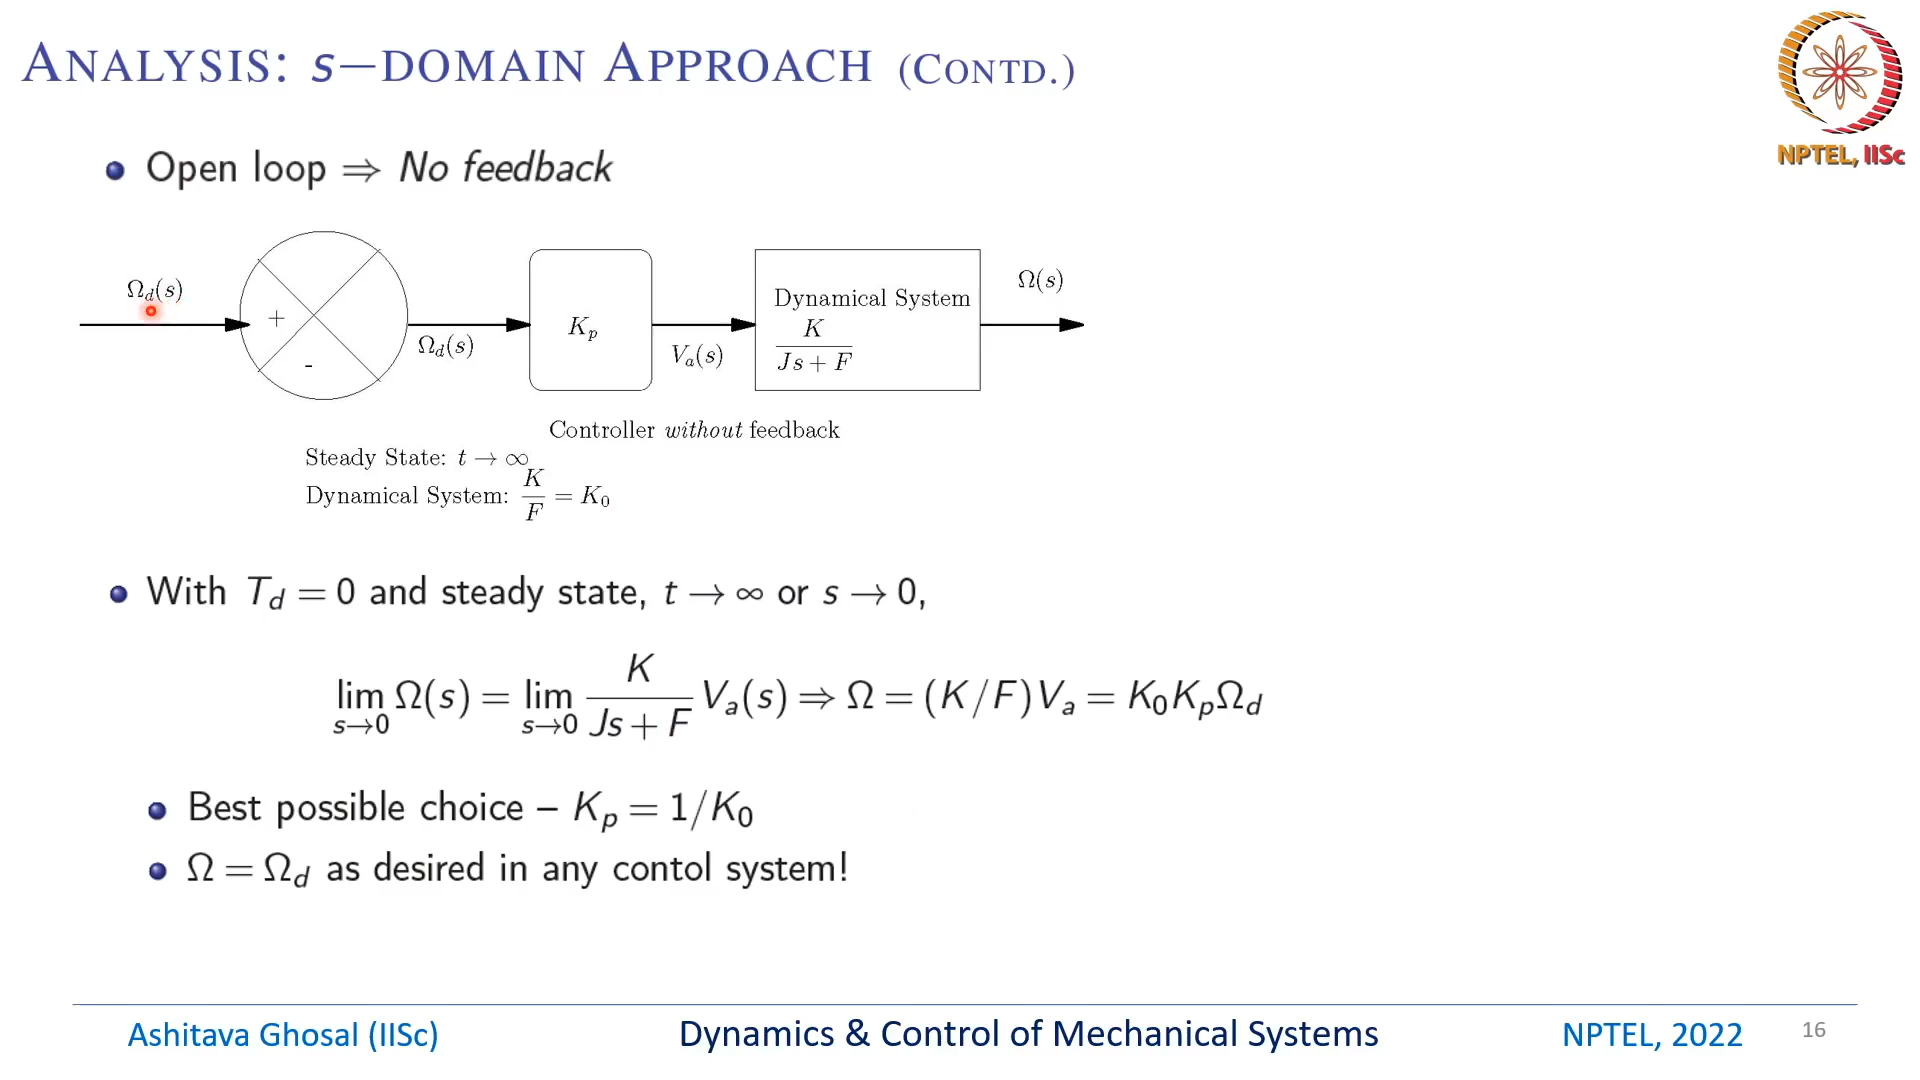 ANALYSIS: s−DOMAIN APPROACH (CONTD.)
NPTEL, IISc
Open loop ⇒ No feedback
Ω_d(s)
+
-
Ω_d(s)
K_p
V_a(s)
Dynamical System
K
Js + F
Ω(s)
Controller without feedback
Steady State: t → ∞
Dynamical System: K/F = K_0
With T_d = 0 and steady state, t → ∞ or s → 0,
lim_{s→0} Ω(s) = lim_{s→0} K/(Js + F) V_a(s) ⇒ Ω = (K/F)V_a = K_0K_pΩ_d
Best possible choice – K_p = 1/K_0
Ω = Ω_d as desired in any contol system!
Ashitava Ghosal (IISc)
Dynamics & Control of Mechanical Systems
NPTEL, 2022
16